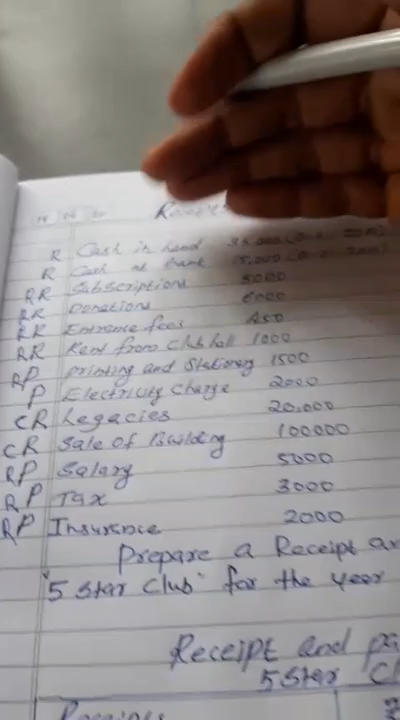 R Cash in hand
R Cash at bank 15,000
RR Subscriptions 5000
RR Donations 6000
RR Entrance fees 450
RR Rent from Club hall 1000
RP Printing and Stationery 1500
P Electricity Charge 2000
CR Legacies 20,000
CR Sale of Building 100000
RP Salary 5000
RP Tax 3000
RP Insurance 2000
Prepare a Receipt
"5 Star Club" for the year
Receipt and
5 Star
Receipts